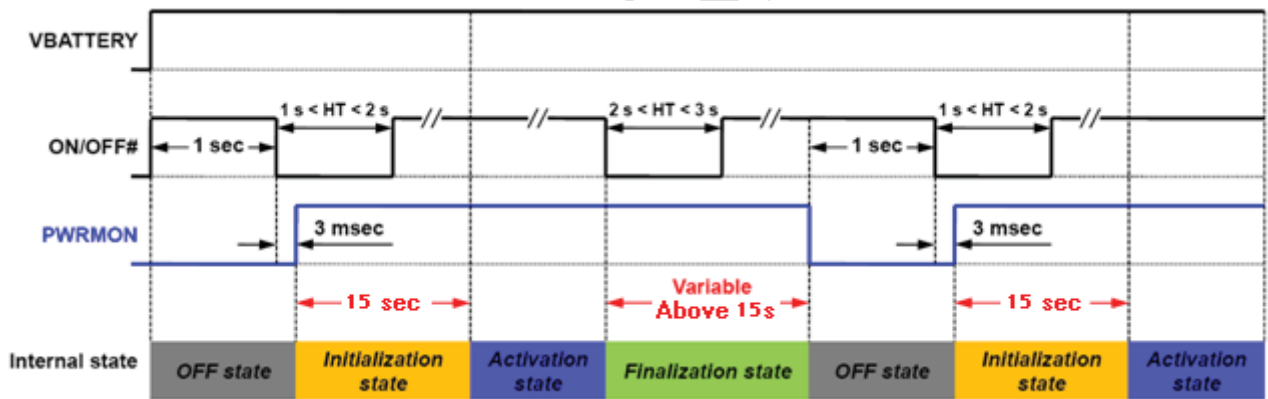 VBATTERY
1 s < HT < 2 s
2 s < HT < 3 s
1 s < HT < 2 s
ON/OFF#
1 sec
1 sec
PWRMON
3 msec
3 msec
15 sec
Variable
Above 15s
15 sec
Internal state
OFF state
Initialization
state
Activation
state
Finalization state
OFF state
Initialization
state
Activation
state